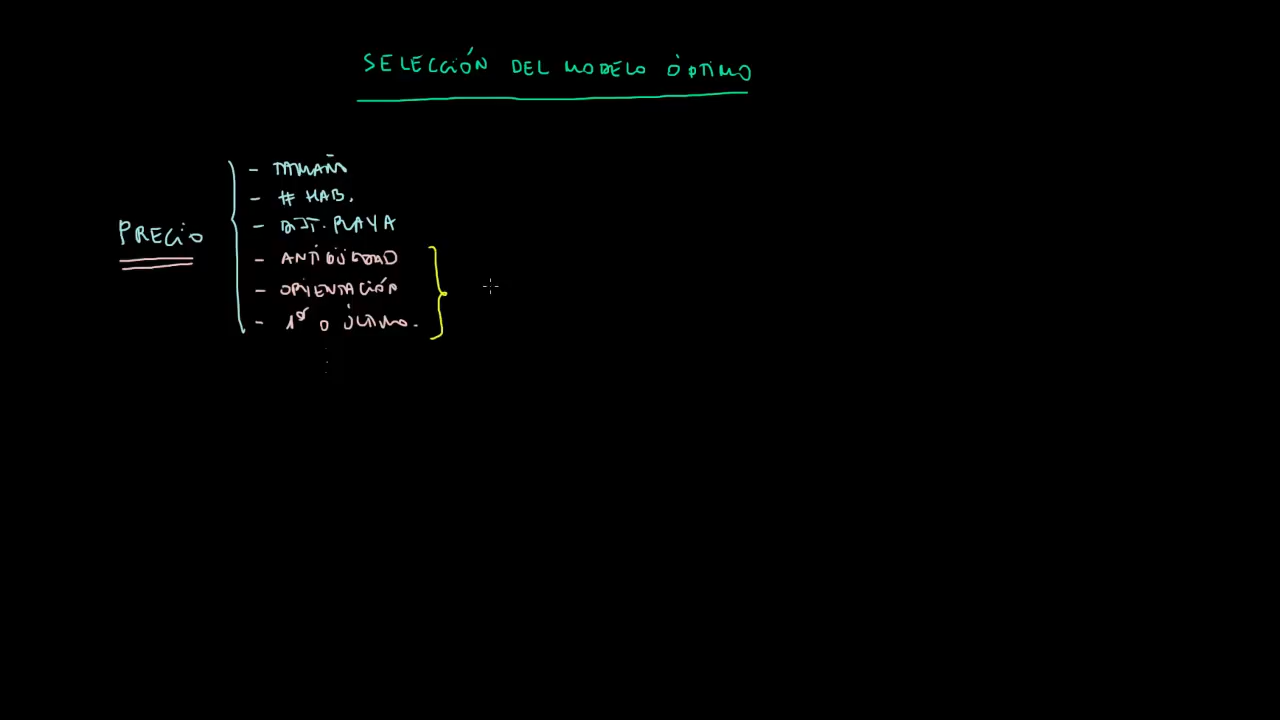 SELECCIÓN DEL MODELO ÓPTIMO
PRECIO
- TAMAÑO
- # HAB.
- DIST. PLAYA
- ANTIGÜEDAD
- ORIENTACIÓN
- 1º O ÚLTIMO.